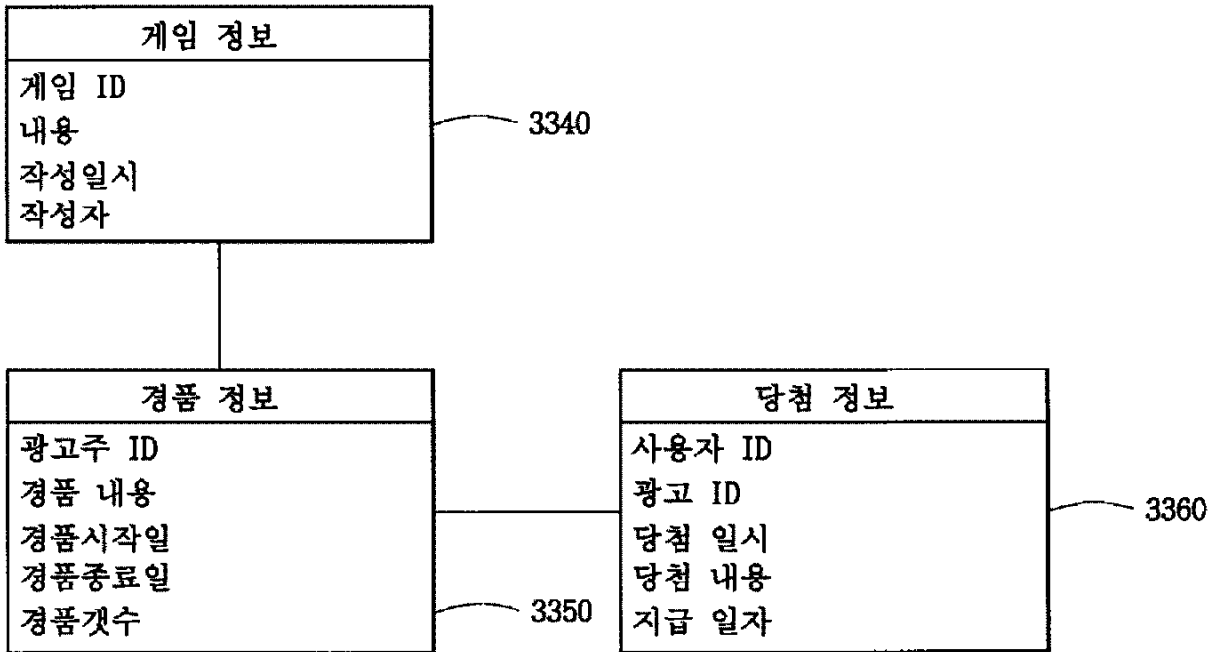 게임 정보
게임 ID
내용
작성일시
작성자
3340
경품 정보
광고주 ID
경품 내용
경품시작일
경품종료일
경품갯수
3350
당첨 정보
사용자 ID
광고 ID
당첨 일시
당첨 내용
지급 일자
3360